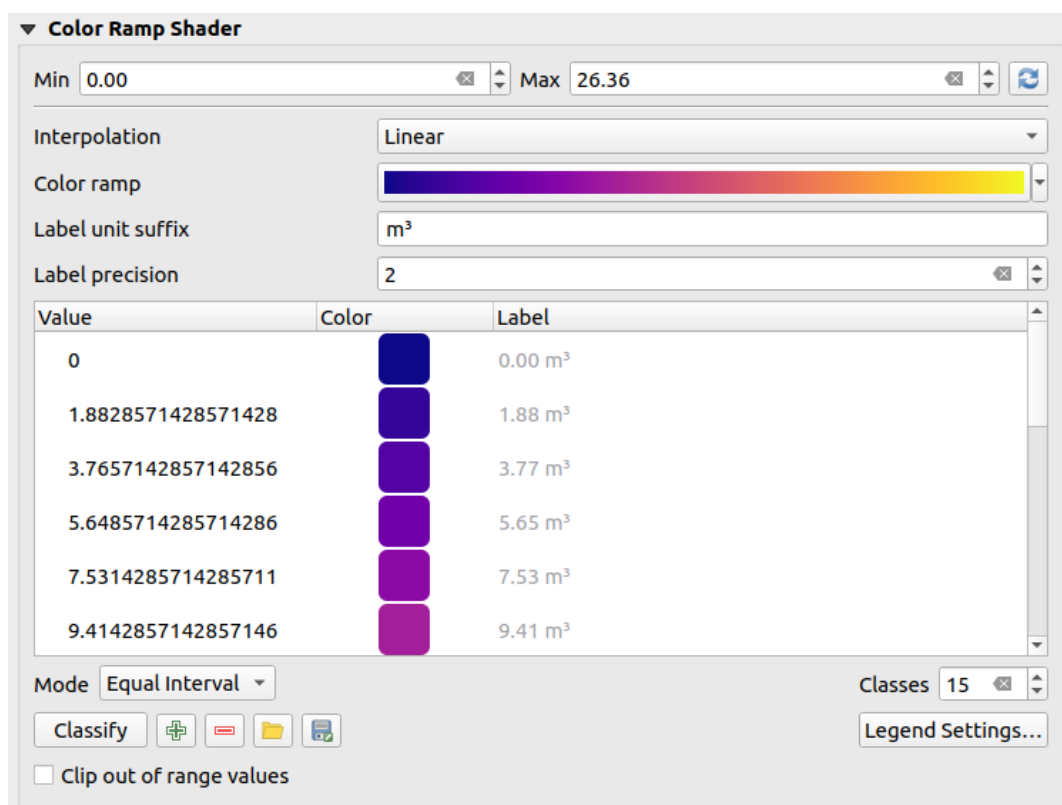 Color Ramp Shader
Min 0.00 Max 26.36
Interpolation Linear
Color ramp
Label unit suffix m³
Label precision 2
Value Color Label
0 0.00 m³
1.8828571428571428 1.88 m³
3.7657142857142856 3.77 m³
5.6485714285714286 5.65 m³
7.5314285714285711 7.53 m³
9.4142857142857146 9.41 m³
Mode Equal Interval Classes 15
Classify Legend Settings...
Clip out of range values